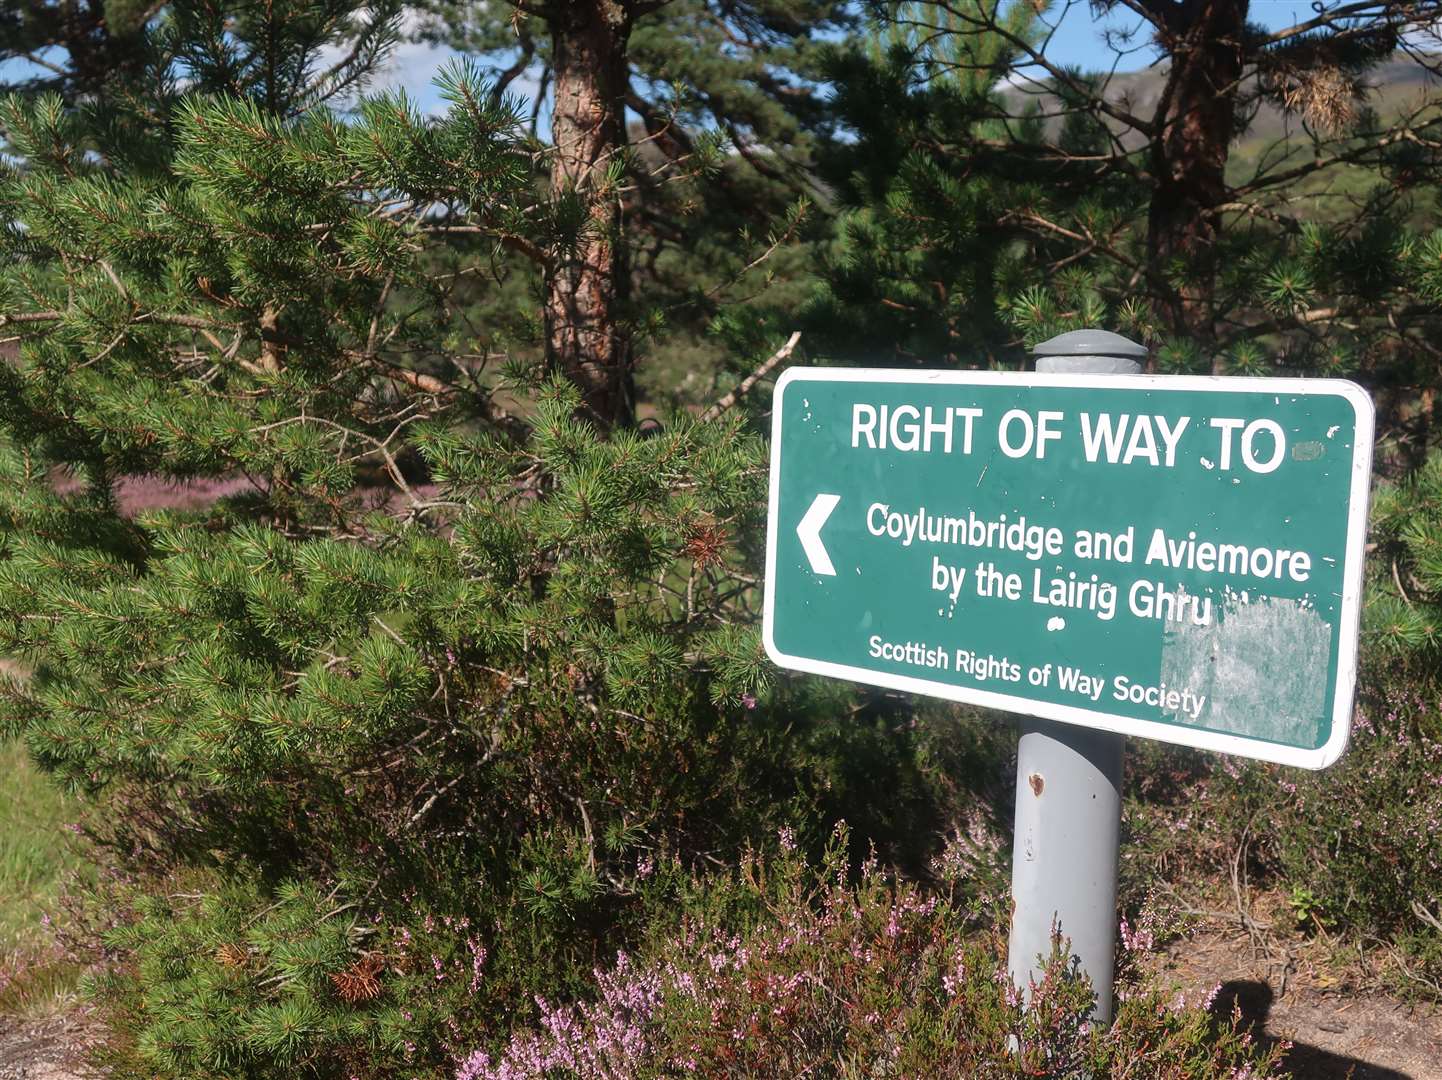 RIGHT OF WAY TO
Coylumbridge and Aviemore
by the Lairig Ghru
Scottish Rights of Way Society